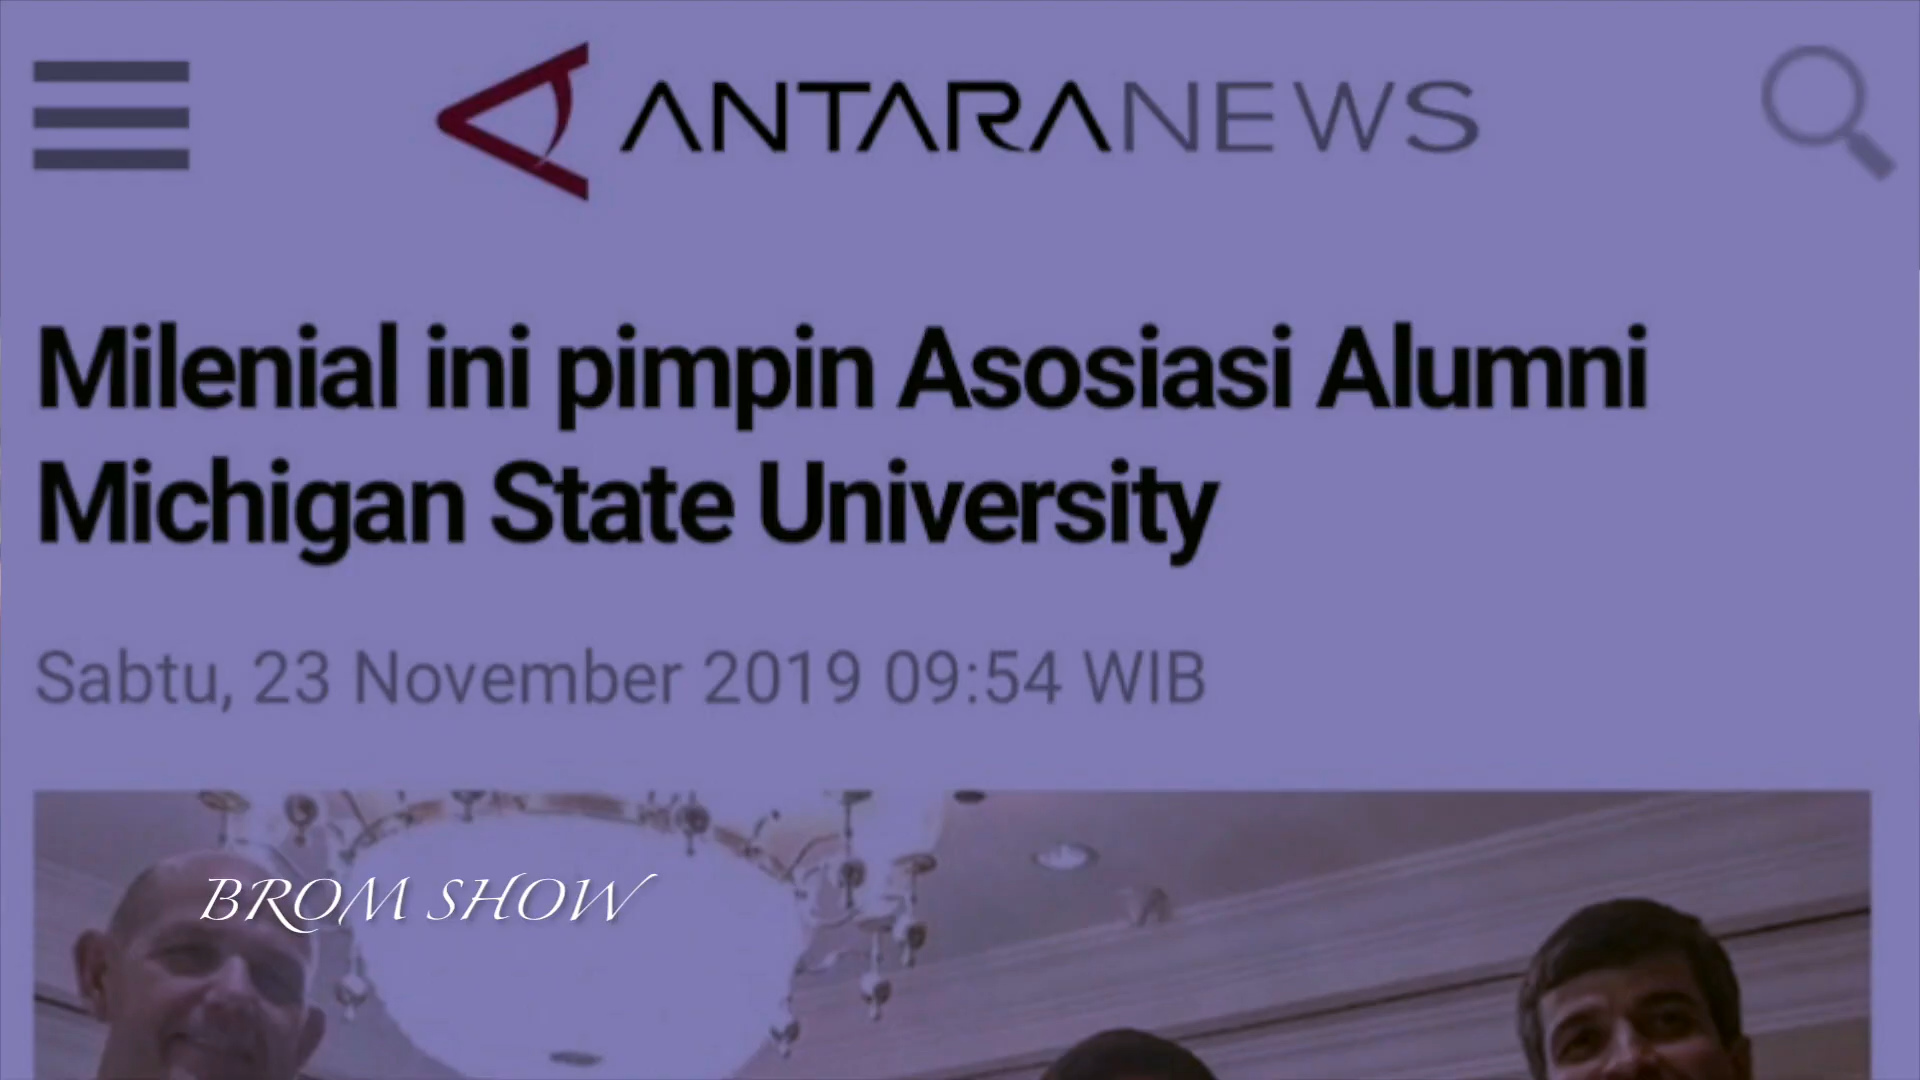 ANTARANEWS
Milenial ini pimpin Asosiasi Alumni
Michigan State University
Sabtu, 23 November 2019 09:54 WIB
BROM SHOW